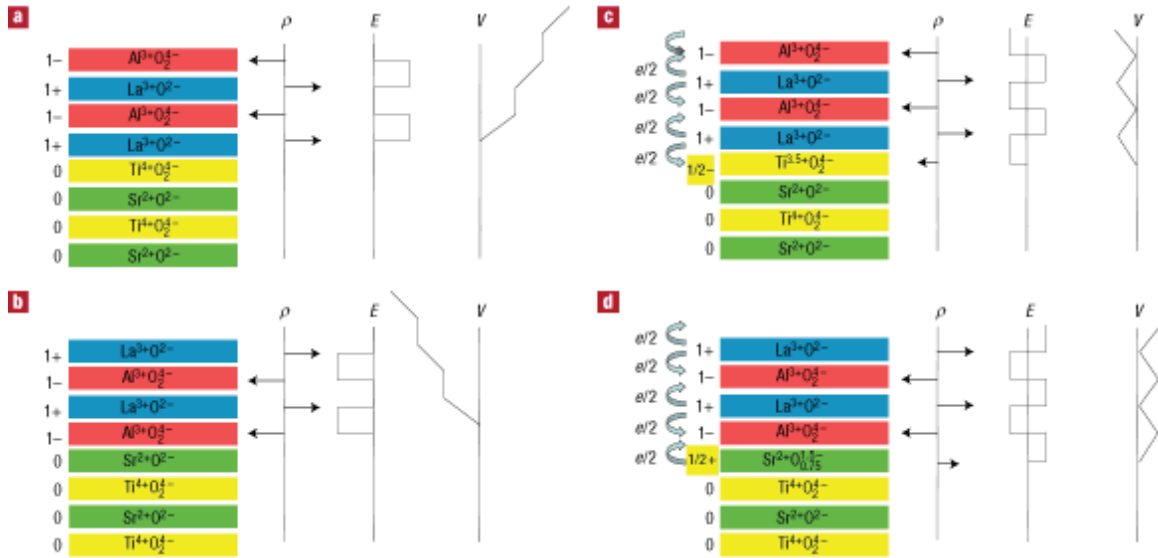 a
ρ E V
1– Al³⁺O₂⁴⁻
1+ La³⁺O²⁻
1– Al³⁺O₂⁴⁻
1+ La³⁺O²⁻
0 Ti⁴⁺O₂⁴⁻
0 Sr²⁺O²⁻
0 Ti⁴⁺O₂⁴⁻
0 Sr²⁺O²⁻
b
ρ E V
1+ La³⁺O²⁻
1– Al³⁺O₂⁴⁻
1+ La³⁺O²⁻
1– Al³⁺O₂⁴⁻
0 Sr²⁺O²⁻
0 Ti⁴⁺O₂⁴⁻
0 Sr²⁺O²⁻
0 Ti⁴⁺O₂⁴⁻
c
ρ E V
1– Al³⁺O₂⁴⁻
e/2
1+ La³⁺O²⁻
e/2
1– Al³⁺O₂⁴⁻
e/2
1+ La³⁺O²⁻
e/2
1/2– Ti³·⁵⁺O₂⁴⁻
0 Sr²⁺O²⁻
0 Ti⁴⁺O₂⁴⁻
0 Sr²⁺O²⁻
d
ρ E V
e/2
1+ La³⁺O²⁻
e/2
1– Al³⁺O₂⁴⁻
e/2
1+ La³⁺O²⁻
e/2
1– Al³⁺O₂⁴⁻
e/2
1/2+ Sr²⁺O₀.₇₅¹·⁵⁻
0 Ti⁴⁺O₂⁴⁻
0 Sr²⁺O²⁻
0 Ti⁴⁺O₂⁴⁻